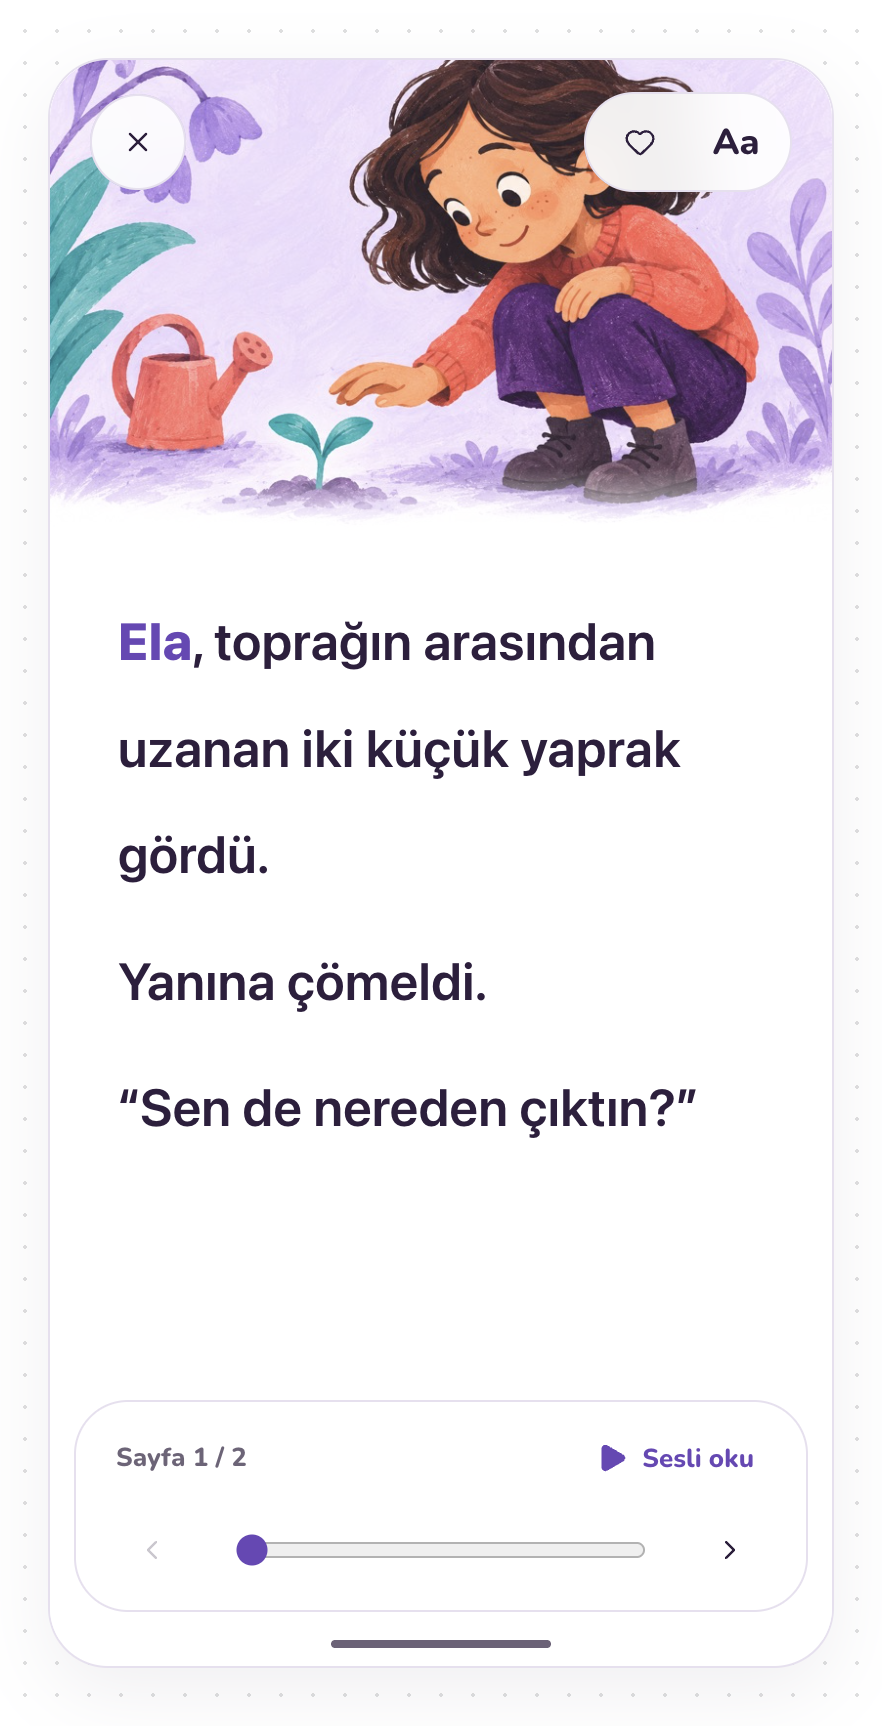 Aa
Ela, toprağın arasından
uzanan iki küçük yaprak
gördü.
Yanına çömeldi.
“Sen de nereden çıktın?”
Sayfa 1 / 2
Sesli oku